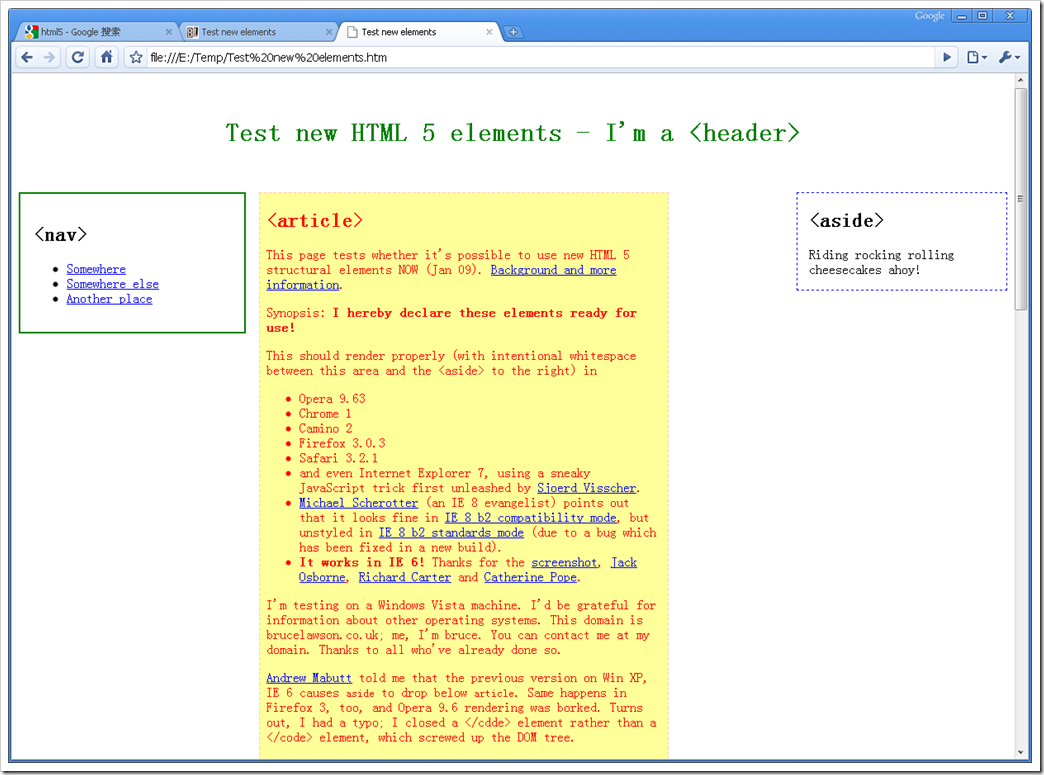 Google
html5 - Google 搜索
Test new elements
Test new elements
file:///E:/Temp/Test%20new%20elements.htm
Test new HTML 5 elements - I'm a <header>
<nav>
Somewhere
Somewhere else
Another place
<article>
This page tests whether it's possible to use new HTML 5
structural elements NOW (Jan 09). Background and more
information.
Synopsis: I hereby declare these elements ready for
use!
This should render properly (with intentional whitespace
between this area and the <aside> to the right) in
Opera 9.63
Chrome 1
Camino 2
Firefox 3.0.3
Safari 3.2.1
and even Internet Explorer 7, using a sneaky
JavaScript trick first unleashed by Sjoerd Visscher.
Michael Scherotter (an IE 8 evangelist) points out
that it looks fine in IE 8 b2 compatibility mode, but
unstyled in IE 8 b2 standards mode (due to a bug which
has been fixed in a new build).
It works in IE 6! Thanks for the screenshot, Jack
Osborne, Richard Carter and Catherine Pope.
I'm testing on a Windows Vista machine. I'd be grateful for
information about other operating systems. This domain is
brucelawson.co.uk; me, I'm bruce. You can contact me at my
domain. Thanks to all who've already done so.
Andrew Mabutt told me that the previous version on Win XP,
IE 6 causes aside to drop below article. Same happens in
Firefox 3, too, and Opera 9.6 rendering was borked. Turns
out, I had a typo; I closed a </cdde> element rather than a
</code> element, which screwed up the DOM tree.
<aside>
Riding rocking rolling
cheesecakes ahoy!